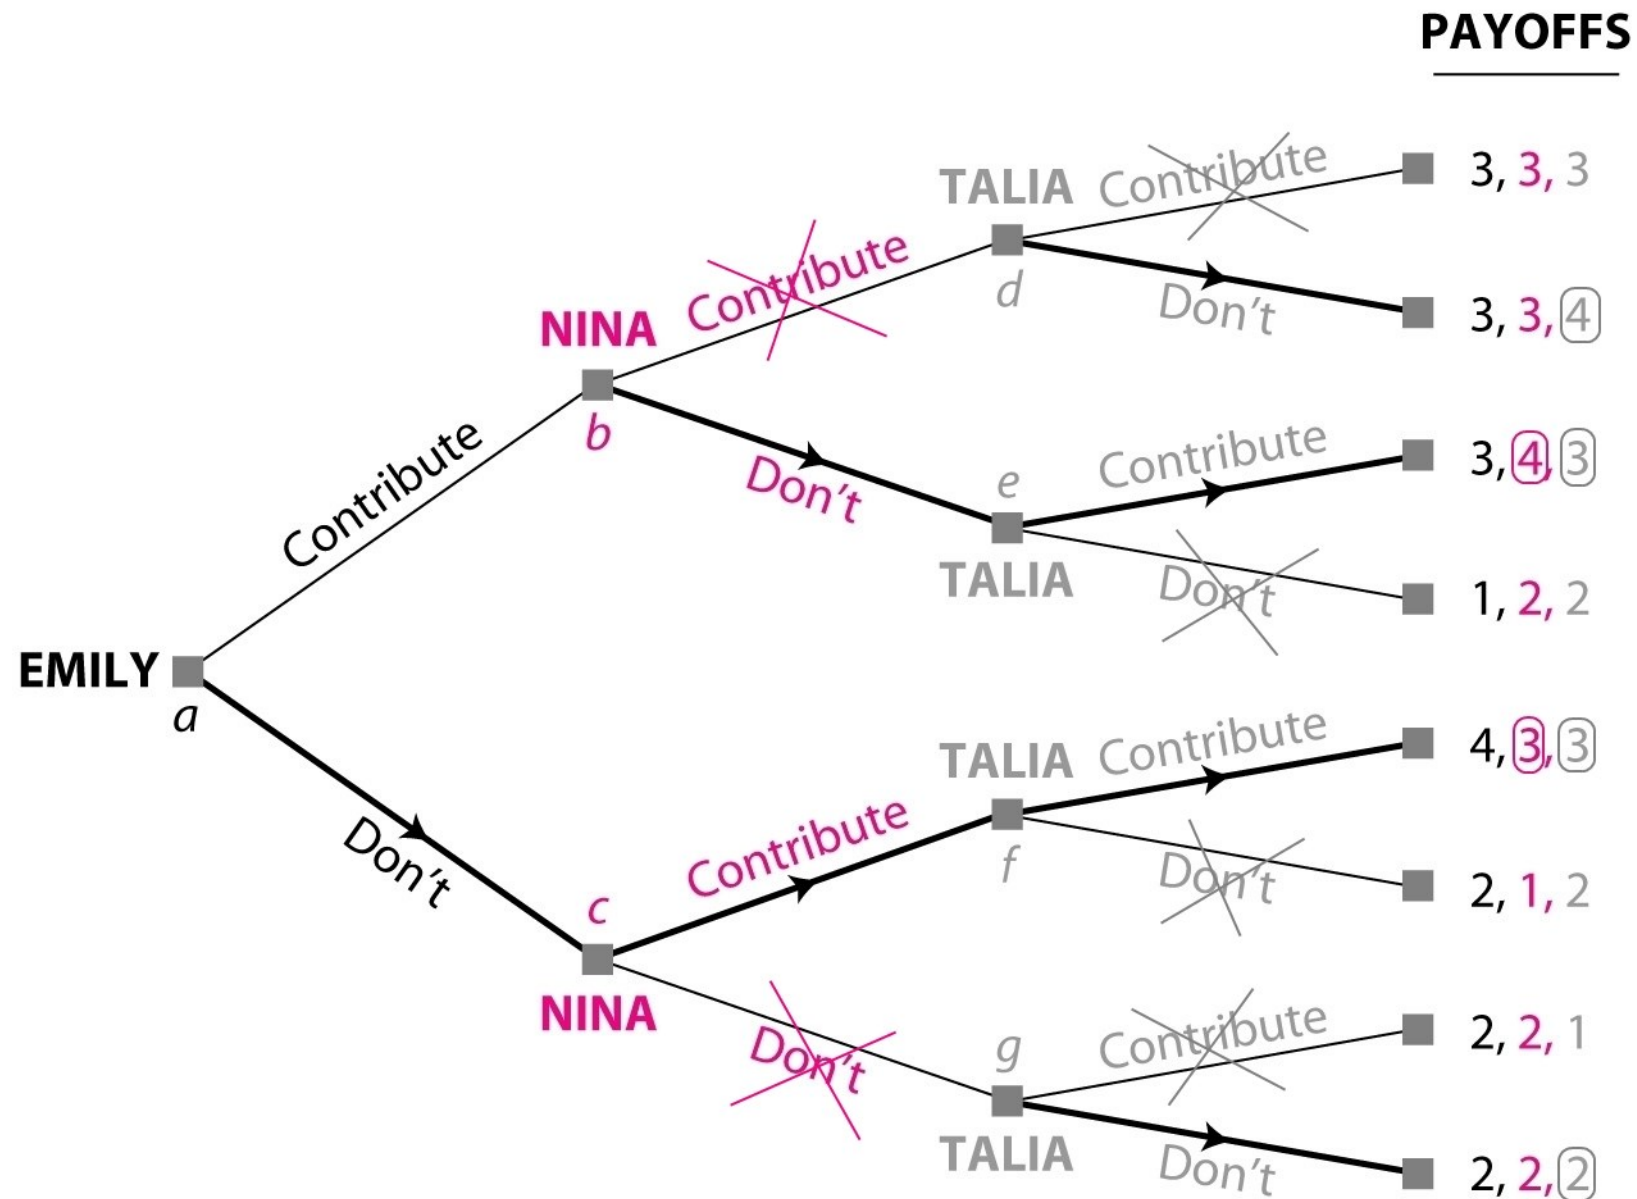 PAYOFFS
TALIA Contribute 3, 3, 3
d Don't 3, 3, 4
NINA Contribute
b Don't
e Contribute 3, 4, 3
TALIA Don't 1, 2, 2
Contribute
EMILY
a
Don't
TALIA Contribute 4, 3, 3
f Don't 2, 1, 2
c Contribute
NINA Don't
g Contribute 2, 2, 1
TALIA Don't 2, 2, 2